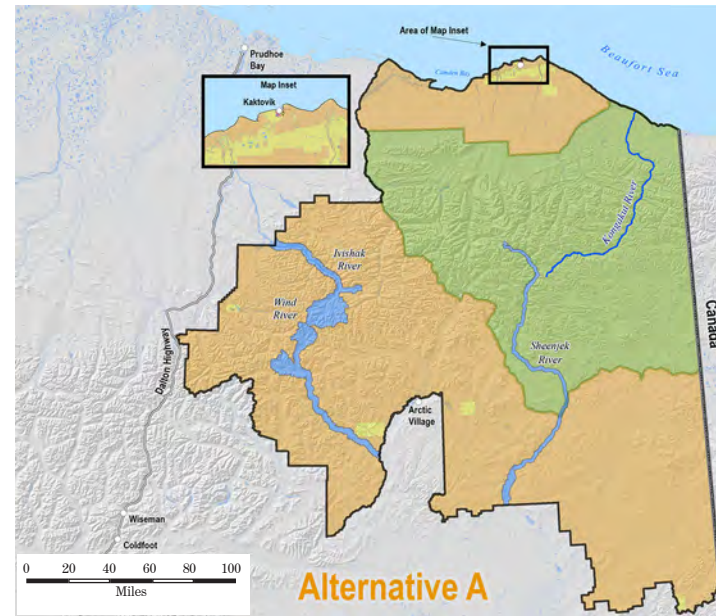 Area of Map Inset
Beaufort Sea
Prudhoe
Bay
Camden Bay
Map Inset
Kaktovik
Kongakut River
Ivishak
River
Wind
River
Canada
Dalton Highway
Sheenjek
River
Arctic
Village
Wiseman
Coldfoot
0 20 40 60 80 100
Miles
Alternative A